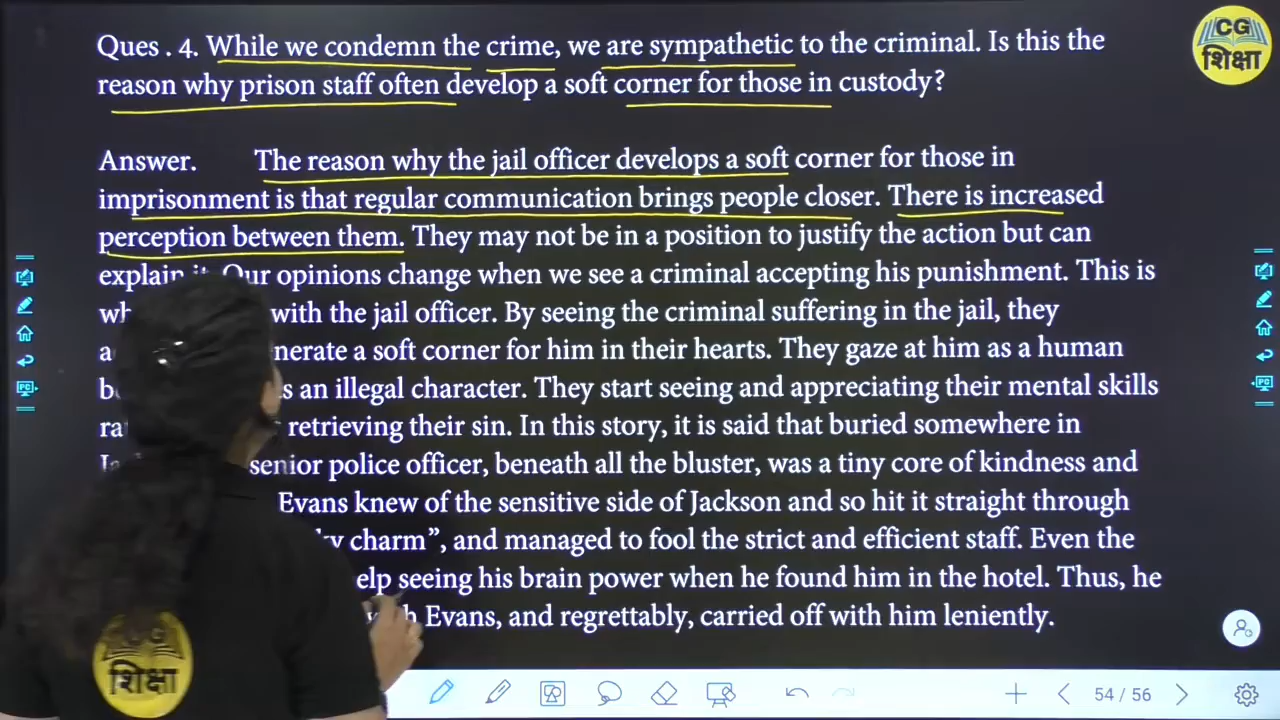 Ques . 4. While we condemn the crime, we are sympathetic to the criminal. Is this the
reason why prison staff often develop a soft corner for those in custody?
CG
शिक्षा
Answer. The reason why the jail officer develops a soft corner for those in
imprisonment is that regular communication brings people closer. There is increased
perception between them. They may not be in a position to justify the action but can
explain it. Our opinions change when we see a criminal accepting his punishment. This is
with the jail officer. By seeing the criminal suffering in the jail, they
a soft corner for him in their hearts. They gaze at him as a human
an illegal character. They start seeing and appreciating their mental skills
retrieving their sin. In this story, it is said that buried somewhere in
senior police officer, beneath all the bluster, was a tiny core of kindness and
Evans knew of the sensitive side of Jackson and so hit it straight through
charm”, and managed to fool the strict and efficient staff. Even the
seeing his brain power when he found him in the hotel. Thus, he
Evans, and regrettably, carried off with him leniently.
CG
शिक्षा
PC
PC
54 / 56